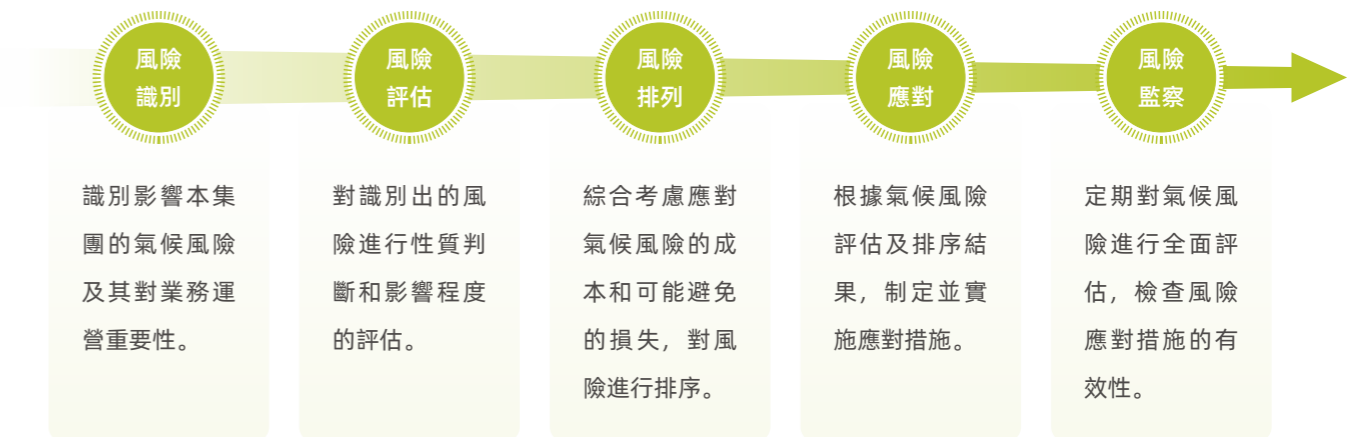 風險
識別
識別影響本集
團的氣候風險
及其對業務運
營重要性。
風險
評估
對識別出的風
險進行性質判
斷和影響程度
的評估。
風險
排列
綜合考慮應對
氣候風險的成
本和可能避免
的損失，對風
險進行排序。
風險
應對
根據氣候風險
評估及排序結
果，制定並實
施應對措施。
風險
監察
定期對氣候風
險進行全面評
估，檢查風險
應對措施的有
效性。